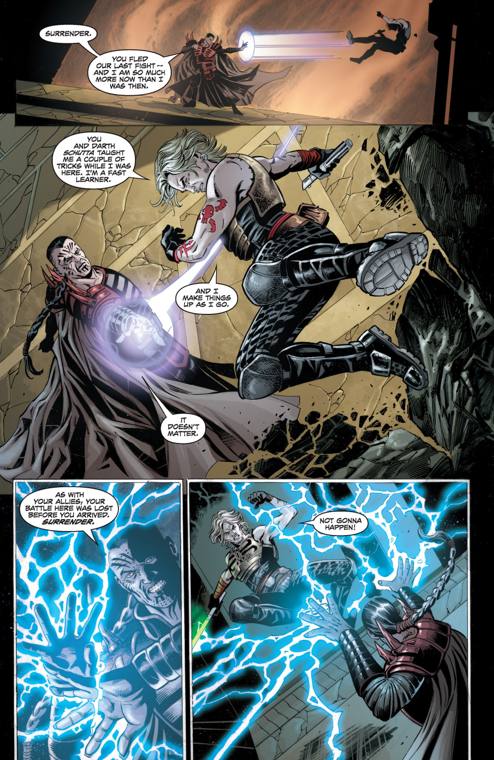 SURRENDER.
YOU FLED
OUR LAST FIGHT--
AND I AM SO MUCH
MORE NOW THAN I
WAS THEN.
YOU
AND DARTH
SCHUTTA TAUGHT
ME A COUPLE OF
TRICKS WHILE I WAS
HERE. I'M A FAST
LEARNER.
AND I
MAKE THINGS
UP AS I GO.
IT
DOESN'T
MATTER.
AS WITH
YOUR ALLIES, YOUR
BATTLE HERE WAS LOST
BEFORE YOU ARRIVED.
SURRENDER.
NOT GONNA
HAPPEN!